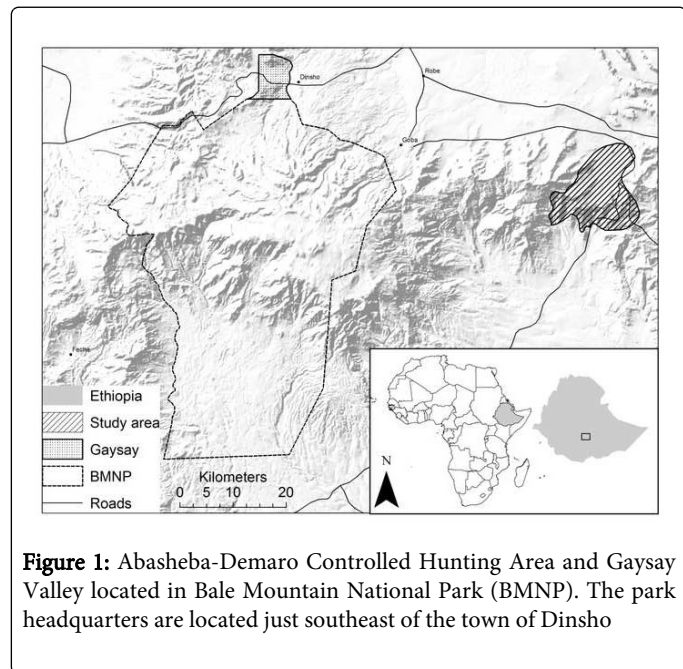 Dinsho
Robe
Goba
Ethiopia
Study area
Gaysay
BMNP
Roads
Kilometers
0 5 10 20
N
Figure 1: Abasheba-Demaro Controlled Hunting Area and Gaysay
Valley located in Bale Mountain National Park (BMNP). The park
headquarters are located just southeast of the town of Dinsho